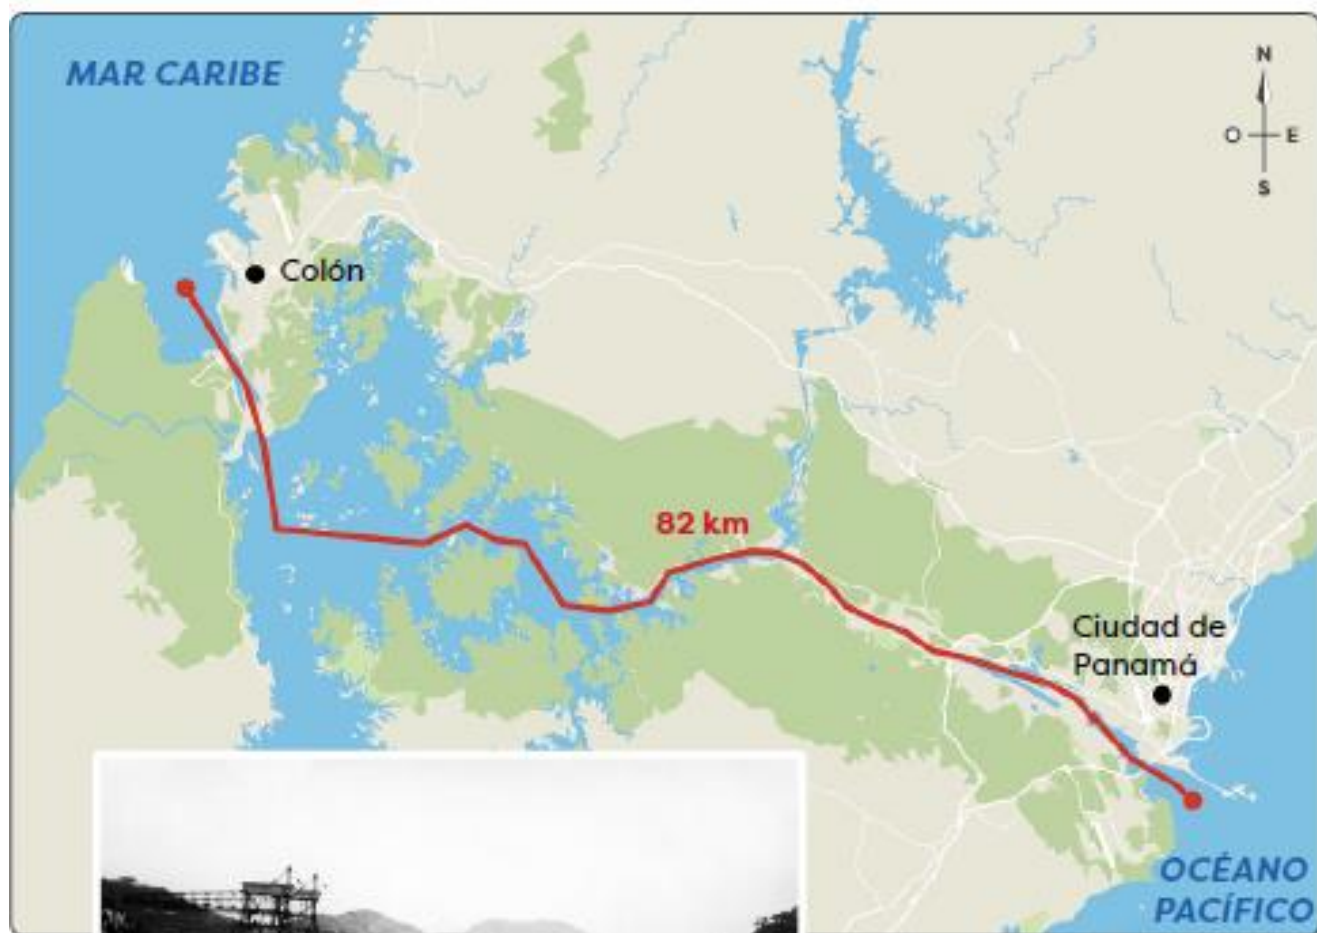 MAR CARIBE
N
O
E
S
Colón
82 km
Ciudad de
Panamá
OCÉANO
PACÍFICO